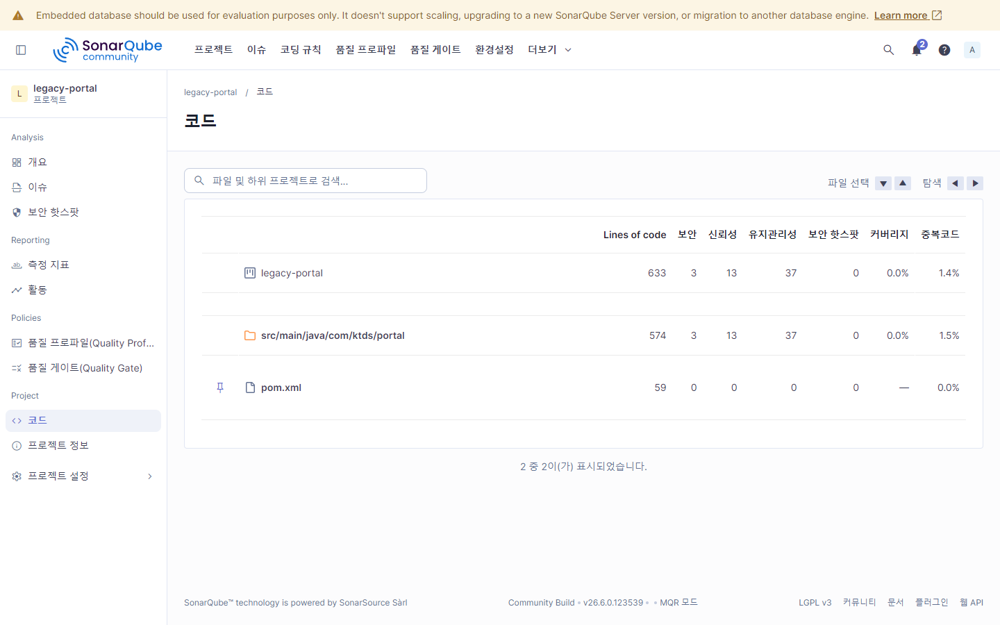 Embedded database should be used for evaluation purposes only. It doesn't support scaling, upgrading to a new SonarQube Server version, or migration to another database engine. Learn more
SonarQube community
프로젝트 이슈 코딩 규칙 품질 프로파일 품질 게이트 환경설정 더보기
2
?
A
L
legacy-portal
프로젝트
Analysis
개요
이슈
보안 핫스팟
Reporting
측정 지표
활동
Policies
품질 프로파일(Quality Prof...
품질 게이트(Quality Gate)
Project
코드
프로젝트 정보
프로젝트 설정
legacy-portal / 코드
코드
파일 및 하위 프로젝트로 검색...
파일 선택 ▼ ▲ 탐색 ◀ ▶
Lines of code 보안 신뢰성 유지관리성 보안 핫스팟 커버리지 중복코드
legacy-portal 633 3 13 37 0 0.0% 1.4%
src/main/java/com/ktds/portal 574 3 13 37 0 0.0% 1.5%
pom.xml 59 0 0 0 0 — 0.0%
2 중 2이(가) 표시되었습니다.
SonarQube™ technology is powered by SonarSource Sàrl
Community Build • v26.6.0.123539 • • MQR 모드
LGPL v3 커뮤니티 문서 플러그인 웹 API